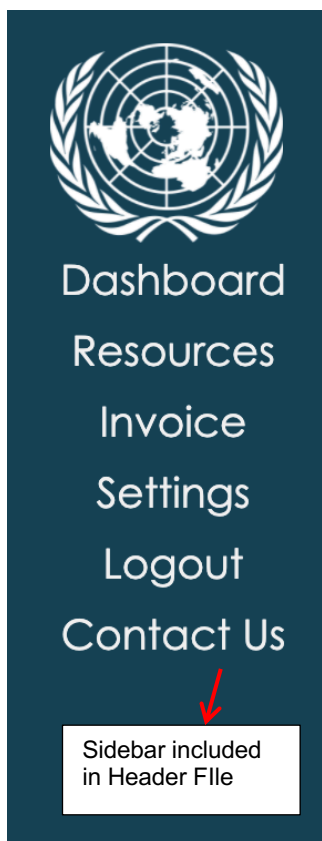 Dashboard
Resources
Invoice
Settings
Logout
Contact Us
Sidebar included
in Header FIle